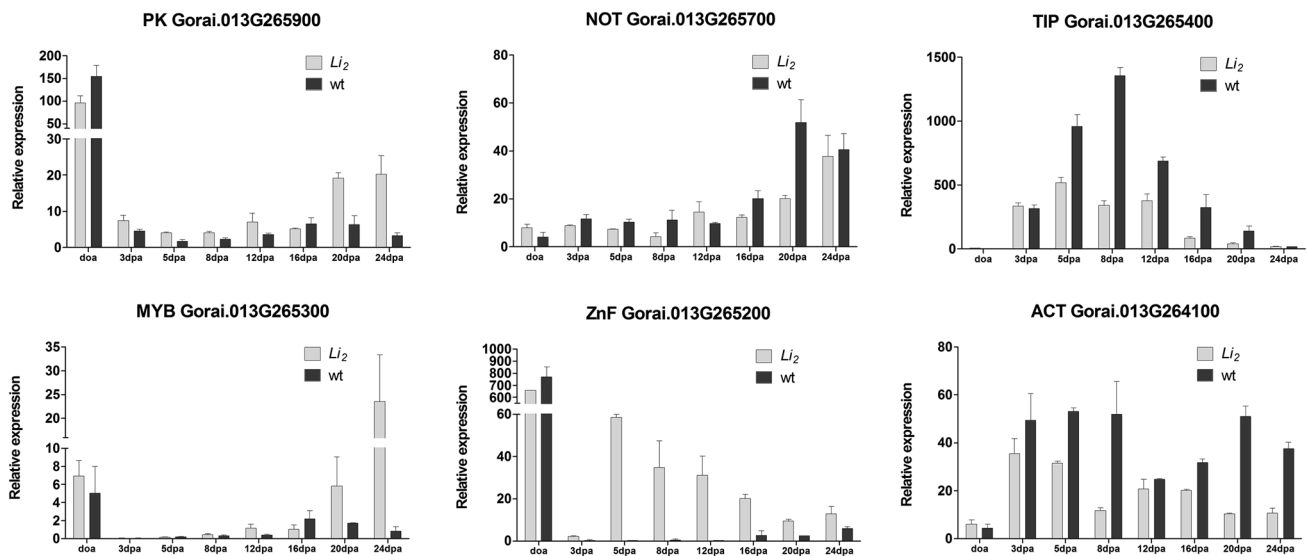 PK Gorai.013G265900
Relative expression
200
150
100
50
30
20
10
0
Li2
wt
doa 3dpa 5dpa 8dpa 12dpa 16dpa 20dpa 24dpa
NOT Gorai.013G265700
Relative expression
80
60
40
20
0
Li2
wt
doa 3dpa 5dpa 8dpa 12dpa 16dpa 20dpa 24dpa
TIP Gorai.013G265400
Relative expression
1500
1000
500
0
Li2
wt
doa 3dpa 5dpa 8dpa 12dpa 16dpa 20dpa 24dpa
MYB Gorai.013G265300
Relative expression
35
30
25
20
8
6
4
2
0
Li2
wt
doa 3dpa 5dpa 8dpa 12dpa 16dpa 20dpa 24dpa
ZnF Gorai.013G265200
Relative expression
1000
900
800
700
600
60
40
20
0
Li2
wt
doa 3dpa 5dpa 8dpa 12dpa 16dpa 20dpa 24dpa
ACT Gorai.013G264100
Relative expression
80
60
40
20
0
Li2
wt
doa 3dpa 5dpa 8dpa 12dpa 16dpa 20dpa 24dpa